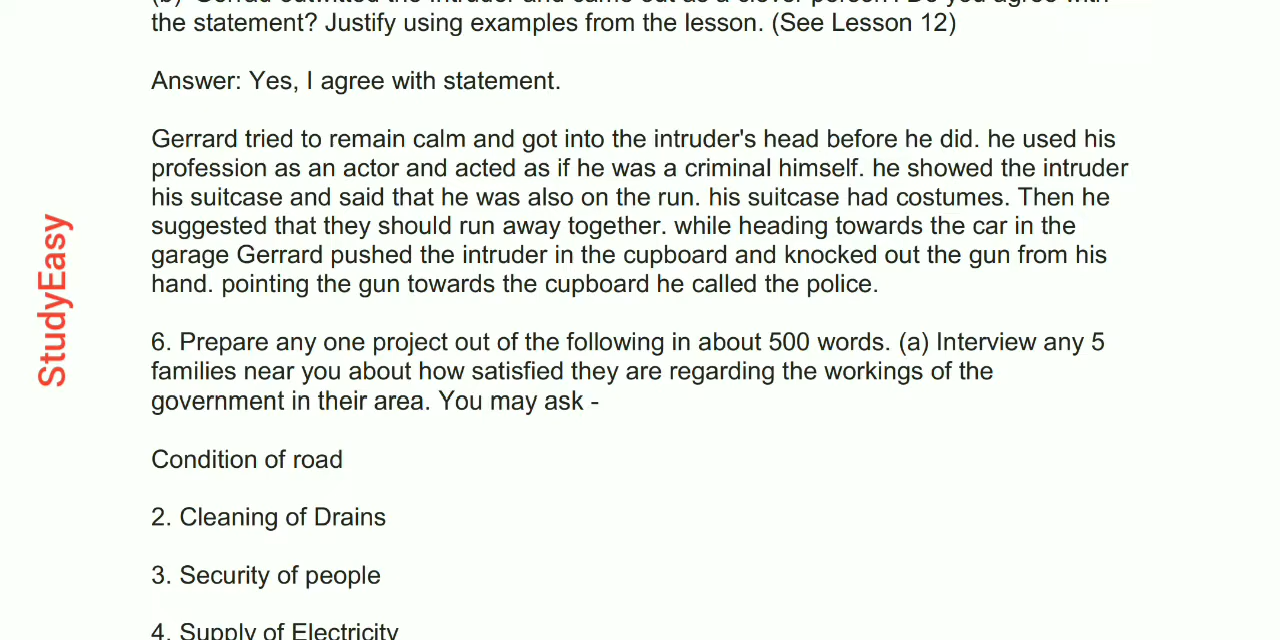 the statement? Justify using examples from the lesson. (See Lesson 12)
Answer: Yes, I agree with statement.
Gerrard tried to remain calm and got into the intruder's head before he did. he used his
profession as an actor and acted as if he was a criminal himself. he showed the intruder
his suitcase and said that he was also on the run. his suitcase had costumes. Then he
suggested that they should run away together. while heading towards the car in the
garage Gerrard pushed the intruder in the cupboard and knocked out the gun from his
hand. pointing the gun towards the cupboard he called the police.
StudyEasy
6. Prepare any one project out of the following in about 500 words. (a) Interview any 5
families near you about how satisfied they are regarding the workings of the
government in their area. You may ask -
Condition of road
2. Cleaning of Drains
3. Security of people
4. Supply of Electricity